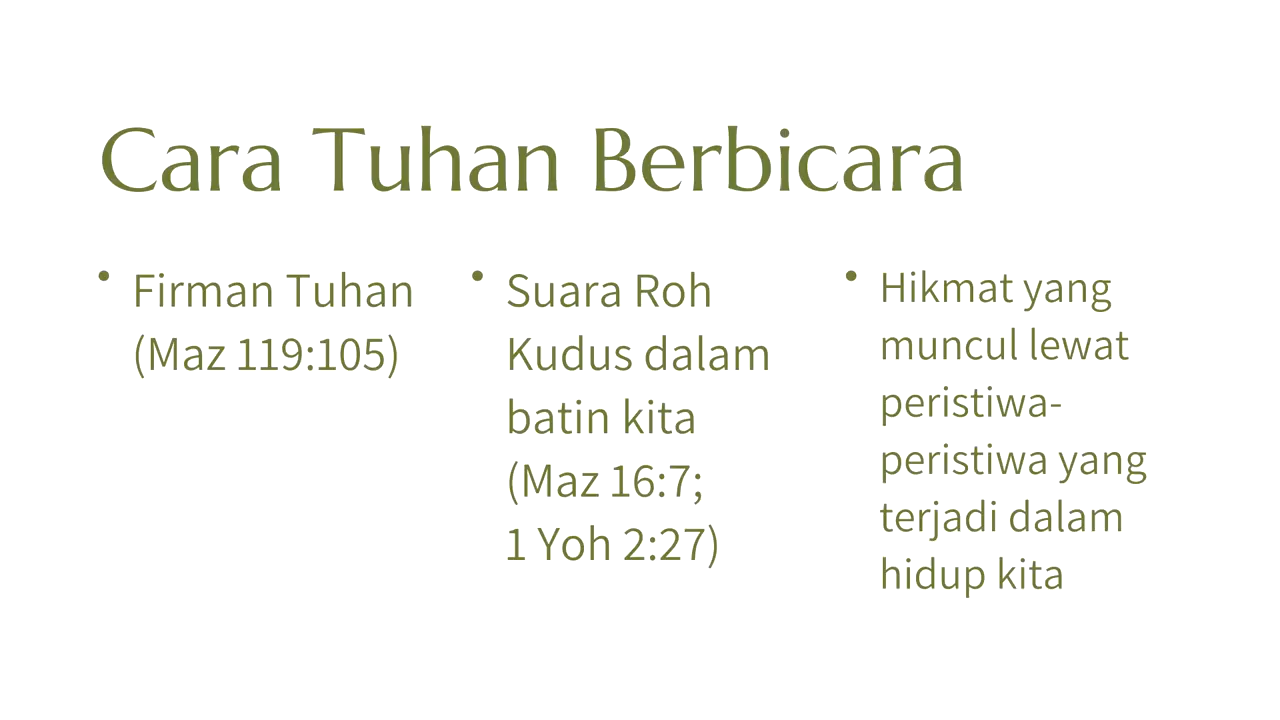 Cara Tuhan Berbicara
• Firman Tuhan
(Maz 119:105)
• Suara Roh
Kudus dalam
batin kita
(Maz 16:7;
1 Yoh 2:27)
• Hikmat yang
muncul lewat
peristiwa-
peristiwa yang
terjadi dalam
hidup kita